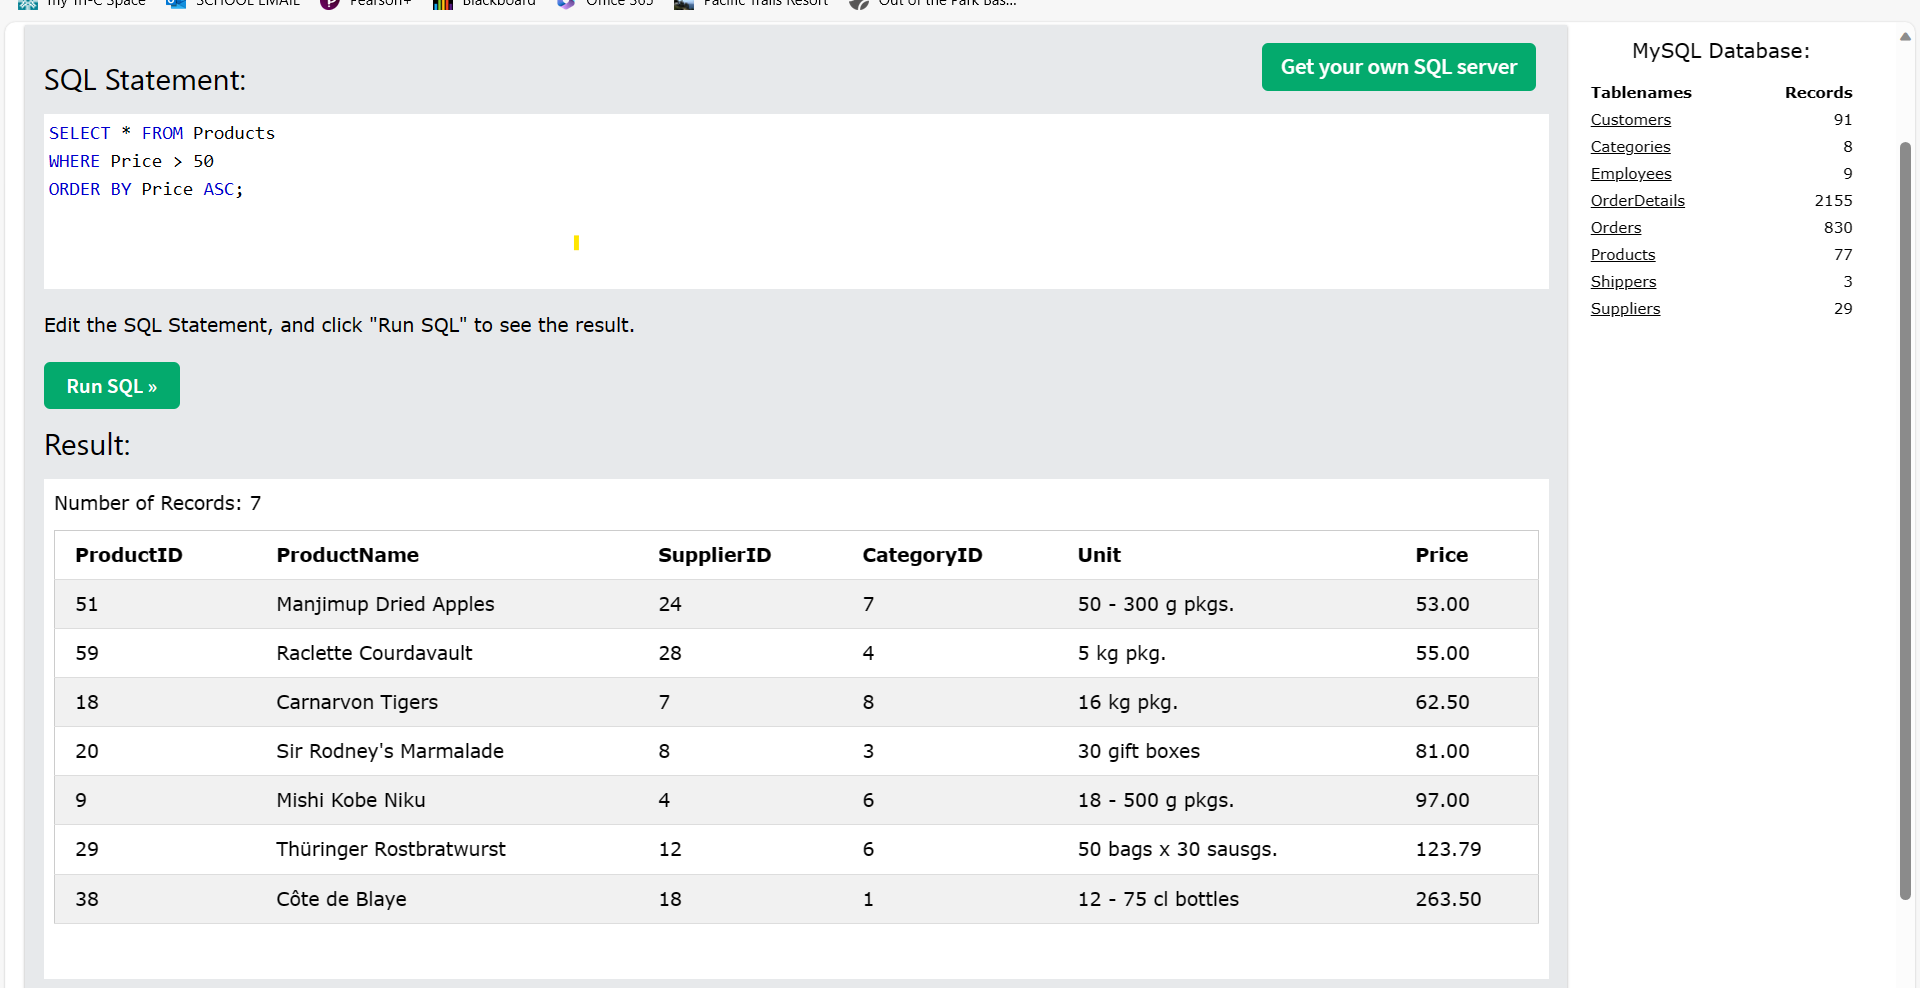 my Tri-C Space SCHOOL EMAIL Pearson+ Blackboard Office 365 Pacific Trails Resort Out of the Park Bas...
SQL Statement:
Get your own SQL server
SELECT * FROM Products
WHERE Price > 50
ORDER BY Price ASC;
Edit the SQL Statement, and click "Run SQL" to see the result.
Run SQL »
Result:
Number of Records: 7
ProductID ProductName SupplierID CategoryID Unit Price
51 Manjimup Dried Apples 24 7 50 - 300 g pkgs. 53.00
59 Raclette Courdavault 28 4 5 kg pkg. 55.00
18 Carnarvon Tigers 7 8 16 kg pkg. 62.50
20 Sir Rodney's Marmalade 8 3 30 gift boxes 81.00
9 Mishi Kobe Niku 4 6 18 - 500 g pkgs. 97.00
29 Thüringer Rostbratwurst 12 6 50 bags x 30 sausgs. 123.79
38 Côte de Blaye 18 1 12 - 75 cl bottles 263.50
MySQL Database:
Tablenames Records
Customers 91
Categories 8
Employees 9
OrderDetails 2155
Orders 830
Products 77
Shippers 3
Suppliers 29